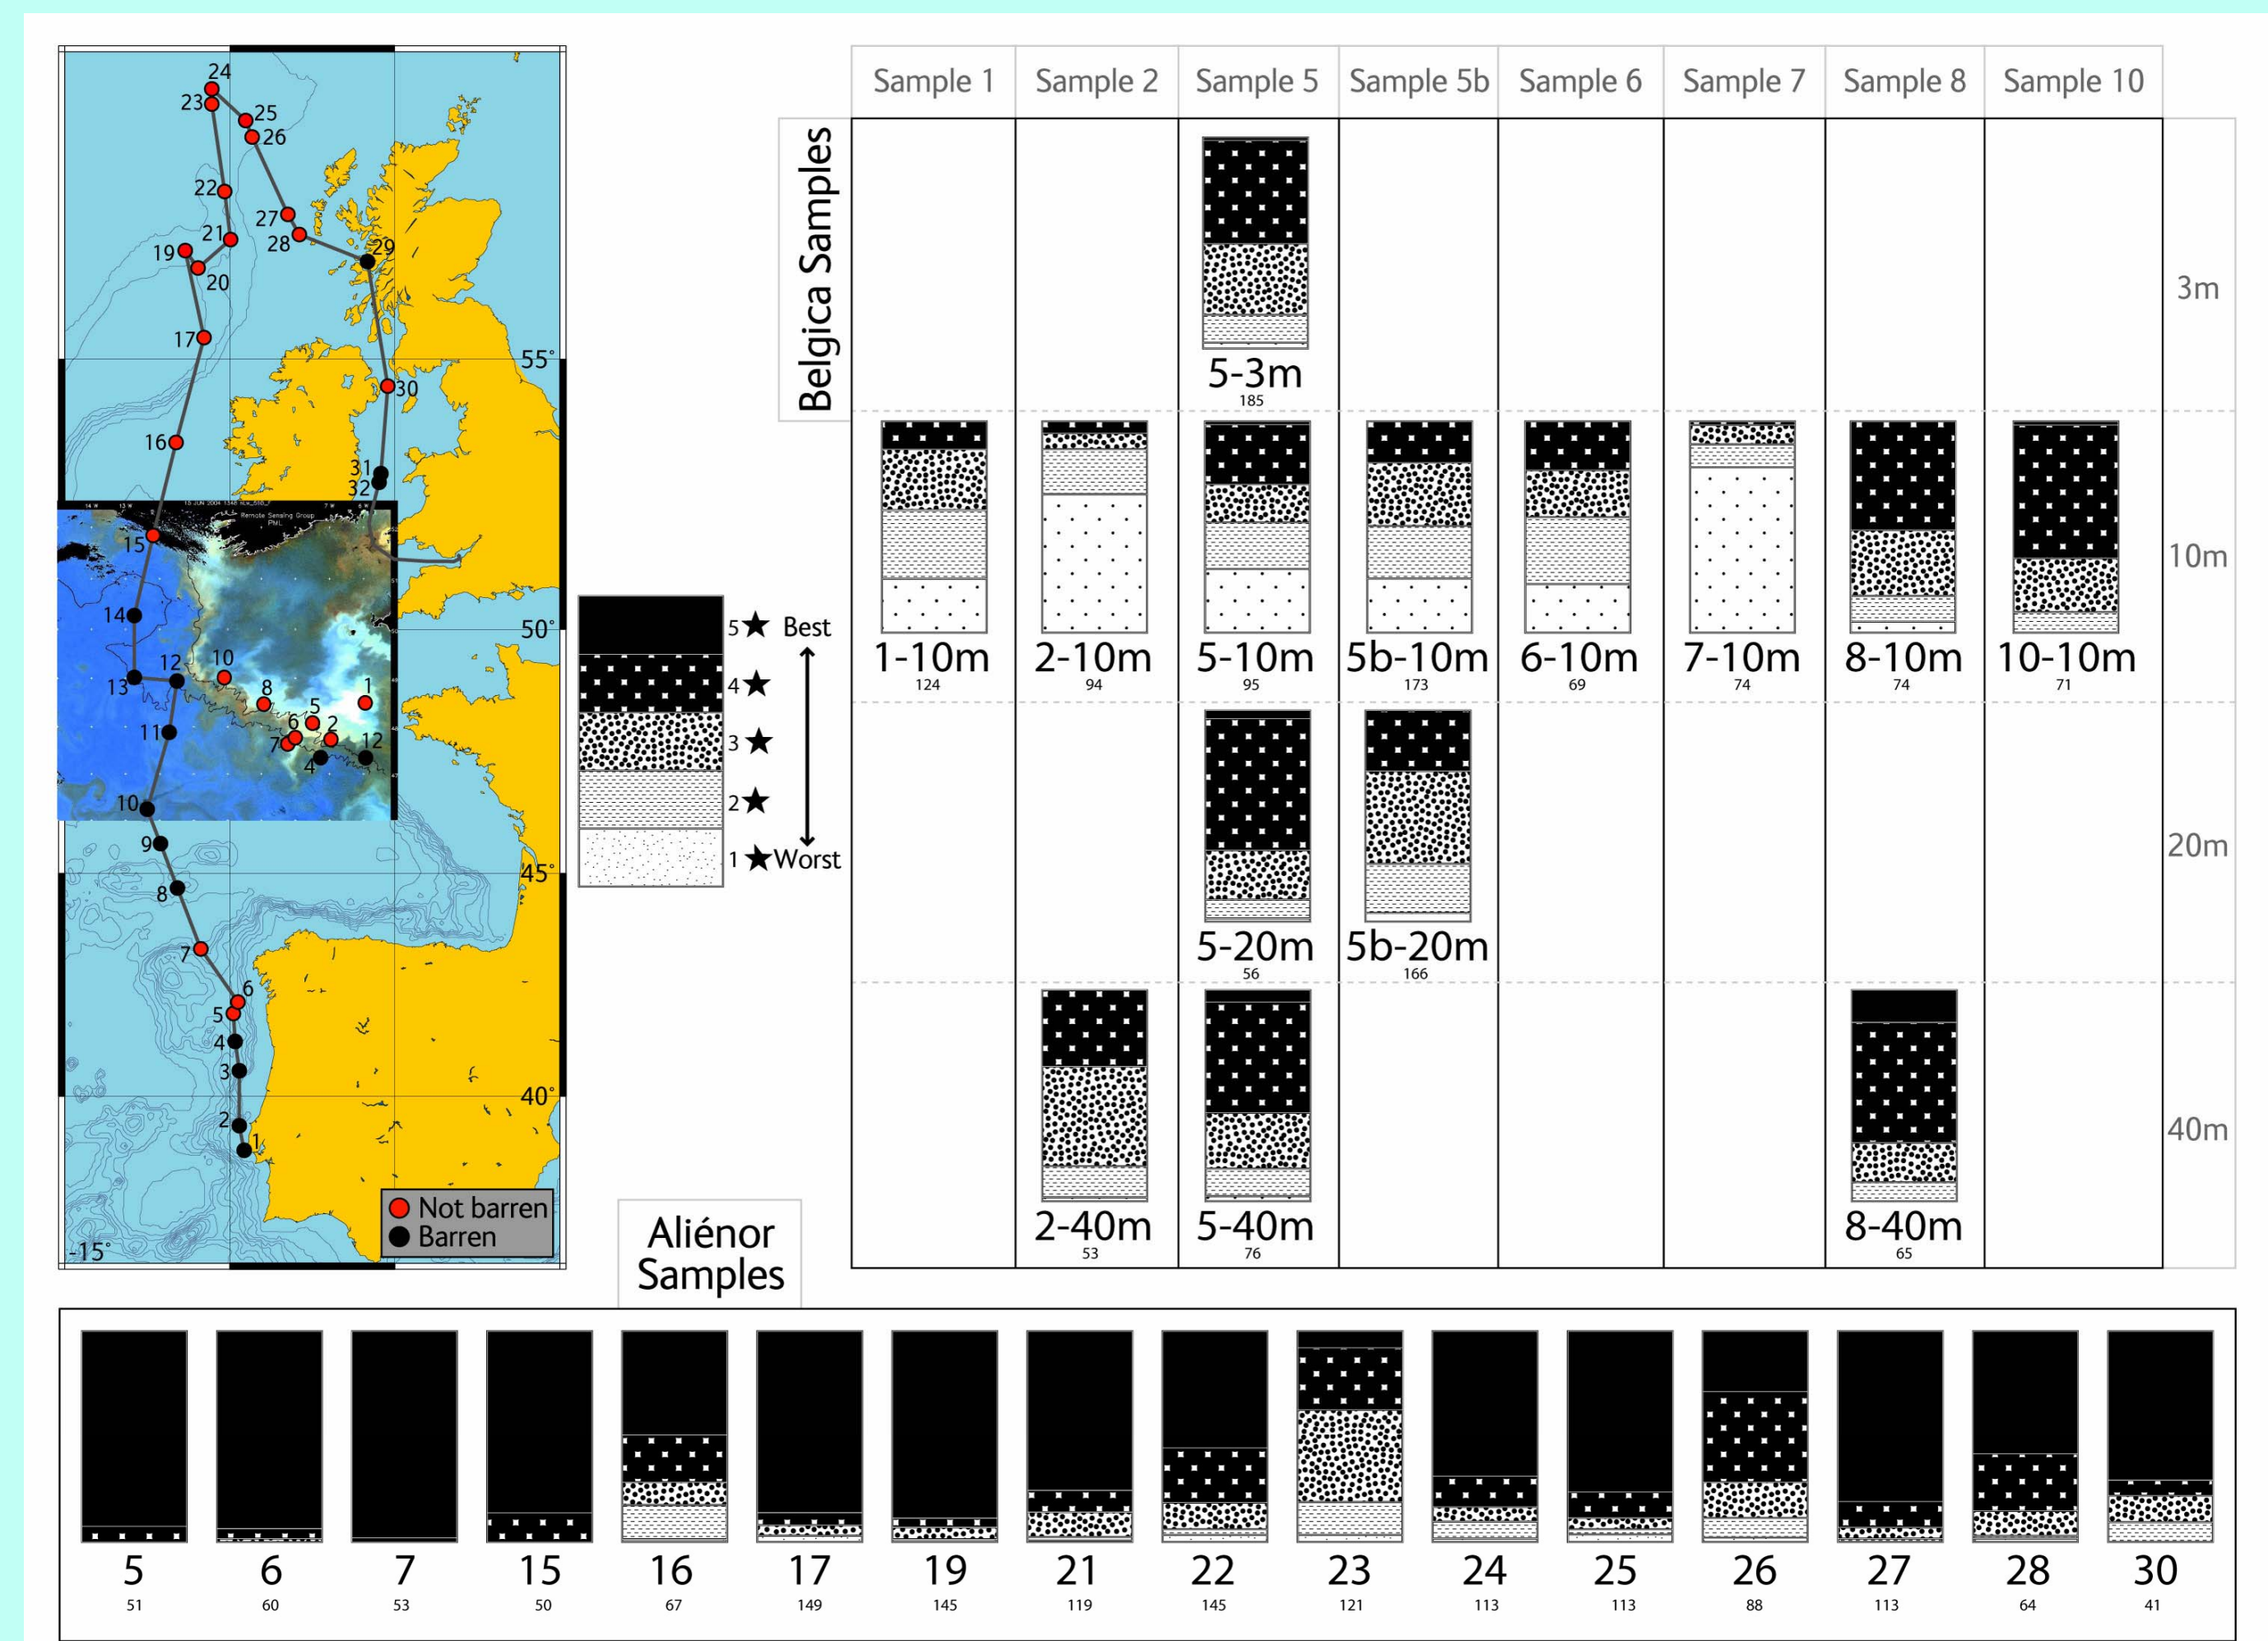 24
23
25
26
22
27
21
28
29
19
20
17
55°
30
16
31
32
18-JUN-2004 1348
14 W
13 W
7 W
6 W
Remote Sensing Group
PML
15
14
50°
12
10
13
8
1
5
11
6
2
12
7
4
10
9
45°
8
7
6
5
4
3
40°
2
1
-15°
Not barren
Barren
5★ Best
4★
3★
2★
1★ Worst
Belgica Samples
Sample 1 Sample 2 Sample 5 Sample 5b Sample 6 Sample 7 Sample 8 Sample 10
3m
5-3m
185
10m
1-10m 2-10m 5-10m 5b-10m 6-10m 7-10m 8-10m 10-10m
124 94 95 173 69 74 74 71
20m
5-20m 5b-20m
56 166
40m
2-40m 5-40m 8-40m
53 76 65
Aliénor
Samples
5 6 7 15 16 17 19 21 22 23 24 25 26 27 28 30
51 60 53 50 67 149 145 119 145 121 113 113 88 113 64 41